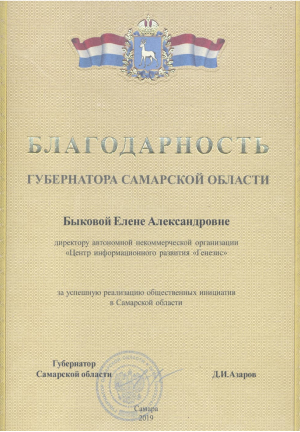 БЛАГОДАРНОСТЬ
ГУБЕРНАТОРА САМАРСКОЙ ОБЛАСТИ
Быковой Елене Александровне
директору автономной некоммерческой организации
«Центр информационного развития «Генезис»
за успешную реализацию общественных инициатив
в Самарской области
Губернатор
Самарской области
Д.И.Азаров
Самара
2019